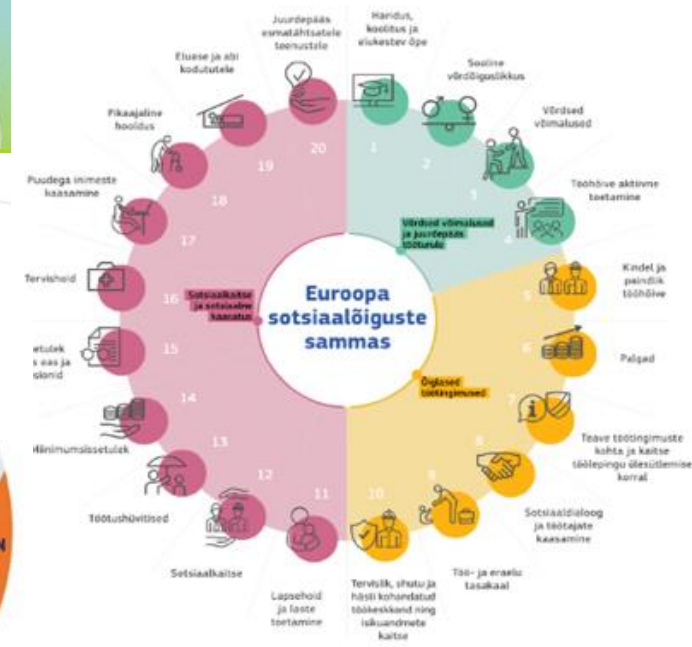 Juurdepääs
esmatähtsatele
teenustele
Haridus,
koolitus ja
elukestev õpe
Sooline
võrdõiguslikkus
Võrdsed
võimalused
Tööhõive aktiivne
toetamine
Kindel ja
paindlik
tööhõive
Palgad
Teave töötingimuste
kohta ja kaitse
töölepingu ülesütlemise
korral
Sotsiaaldialoog
ja töötajate
kaasamine
Töö- ja eraelu
tasakaal
Tervislik, ohutu ja
hästi kohandatud
töökeskkond ning
isikuandmete
kaitse
Lapsehoid
ja laste
toetamine
Sotsiaalkaitse
Töötushüvitised
Miinimumsissetulek
etulek
s eas ja
sionid
Tervishoid
Puudega inimeste
kaasamine
Pikaajaline
hooldus
Eluase ja abi
kodututele
1
2
3
4
5
6
7
8
9
10
11
12
13
14
15
16
17
18
19
20
Võrdsed võimalused
ja juurdepääs
tööturule
Õiglased
töötingimused
Sotsiaalkaitse
ja sotsiaalne
kaasatus
Euroopa
sotsiaalõiguste
sammas
N